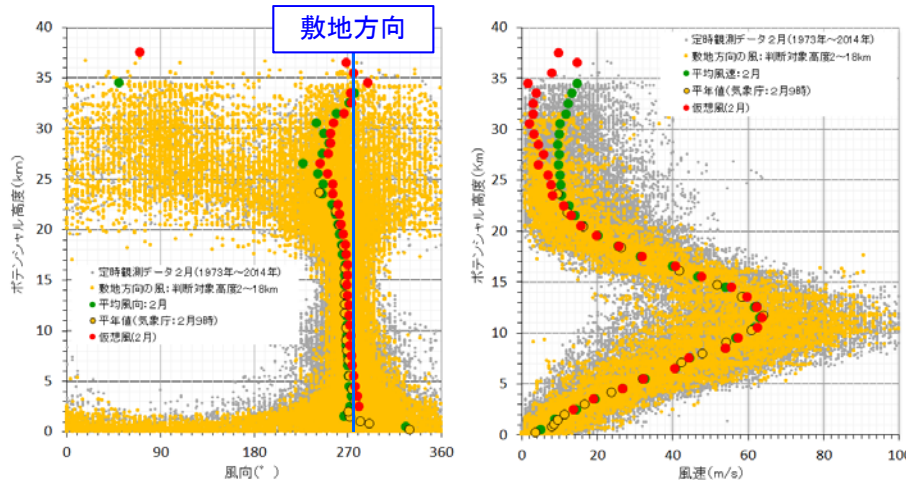 敷地方向
40
35
30
25
20
15
10
5
0
ポテンシャル高度(km)
定時観測データ2月(1973年～2014年)
敷地方向の風:判断対象高度2～18km
平均風向:2月
平年値(気象庁:2月9時)
仮想風(2月)
0 90 180 270 360
風向(°)
40
35
30
25
20
15
10
5
0
ポテンシャル高度(Km)
定時観測データ2月(1973年～2014年)
敷地方向の風:判断対象高度2～18km
平均風速:2月
平年値(気象庁:2月9時)
仮想風(2月)
0 20 40 60 80 100
風速(m/s)